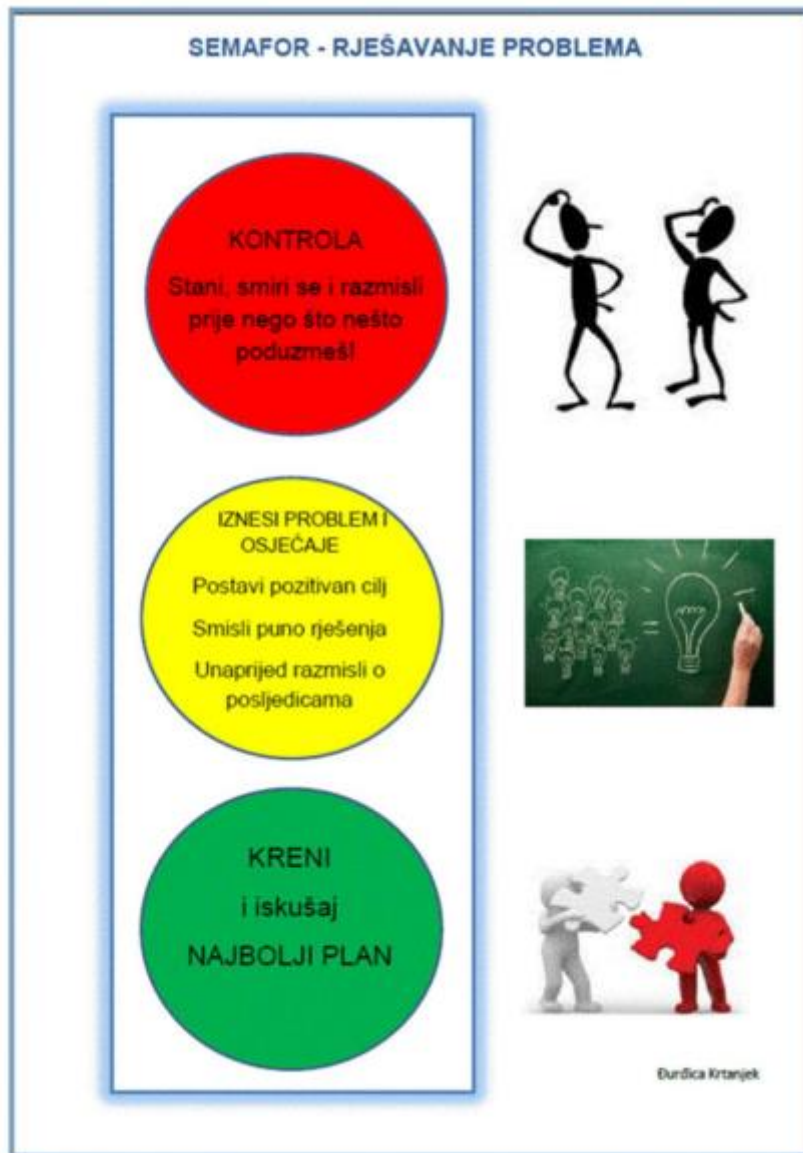 SEMAFOR - RJEŠAVANJE PROBLEMA
KONTROLA
Stani, smiri se i razmisli
prije nego što nešto
poduzmeš!
IZNESI PROBLEM I
OSJEĆAJE
Postavi pozitivan cilj
Smisli puno rješenja
Unaprijed razmisli o
posljedicama
KRENI
i iskušaj
NAJBOLJI PLAN
Đurđica Krtanjek